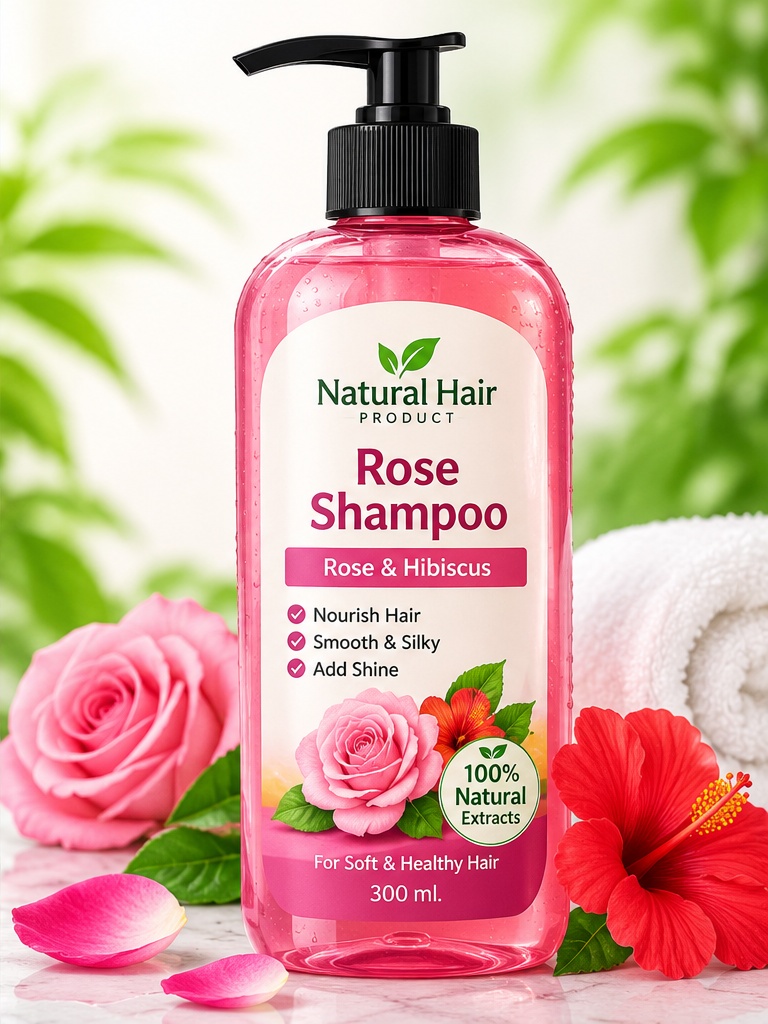 Natural Hair
PRODUCT
Rose
Shampoo
Rose & Hibiscus
Nourish Hair
Smooth & Silky
Add Shine
100%
Natural
Extracts
For Soft & Healthy Hair
300 ml.